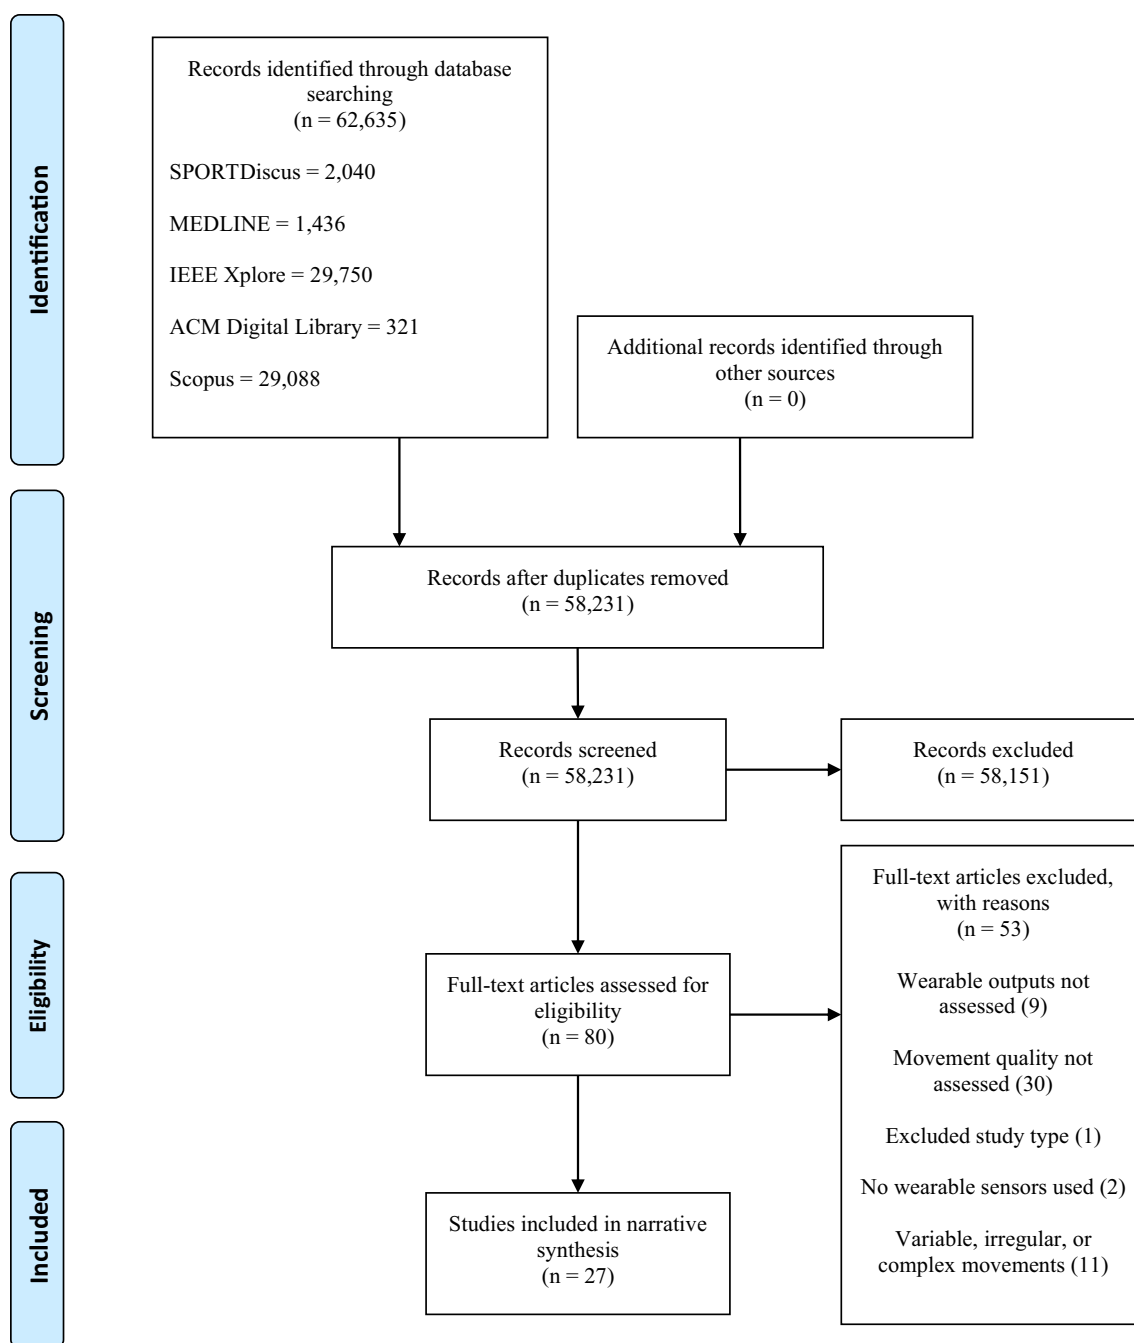 Identification
Records identified through database
searching
(n = 62,635)
SPORTDiscus = 2,040
MEDLINE = 1,436
IEEE Xplore = 29,750
ACM Digital Library = 321
Scopus = 29,088
Additional records identified through
other sources
(n = 0)
Screening
Records after duplicates removed
(n = 58,231)
Records screened
(n = 58,231)
Records excluded
(n = 58,151)
Eligibility
Full-text articles assessed for
eligibility
(n = 80)
Full-text articles excluded,
with reasons
(n = 53)
Wearable outputs not
assessed (9)
Movement quality not
assessed (30)
Excluded study type (1)
No wearable sensors used (2)
Variable, irregular, or
complex movements (11)
Included
Studies included in narrative
synthesis
(n = 27)